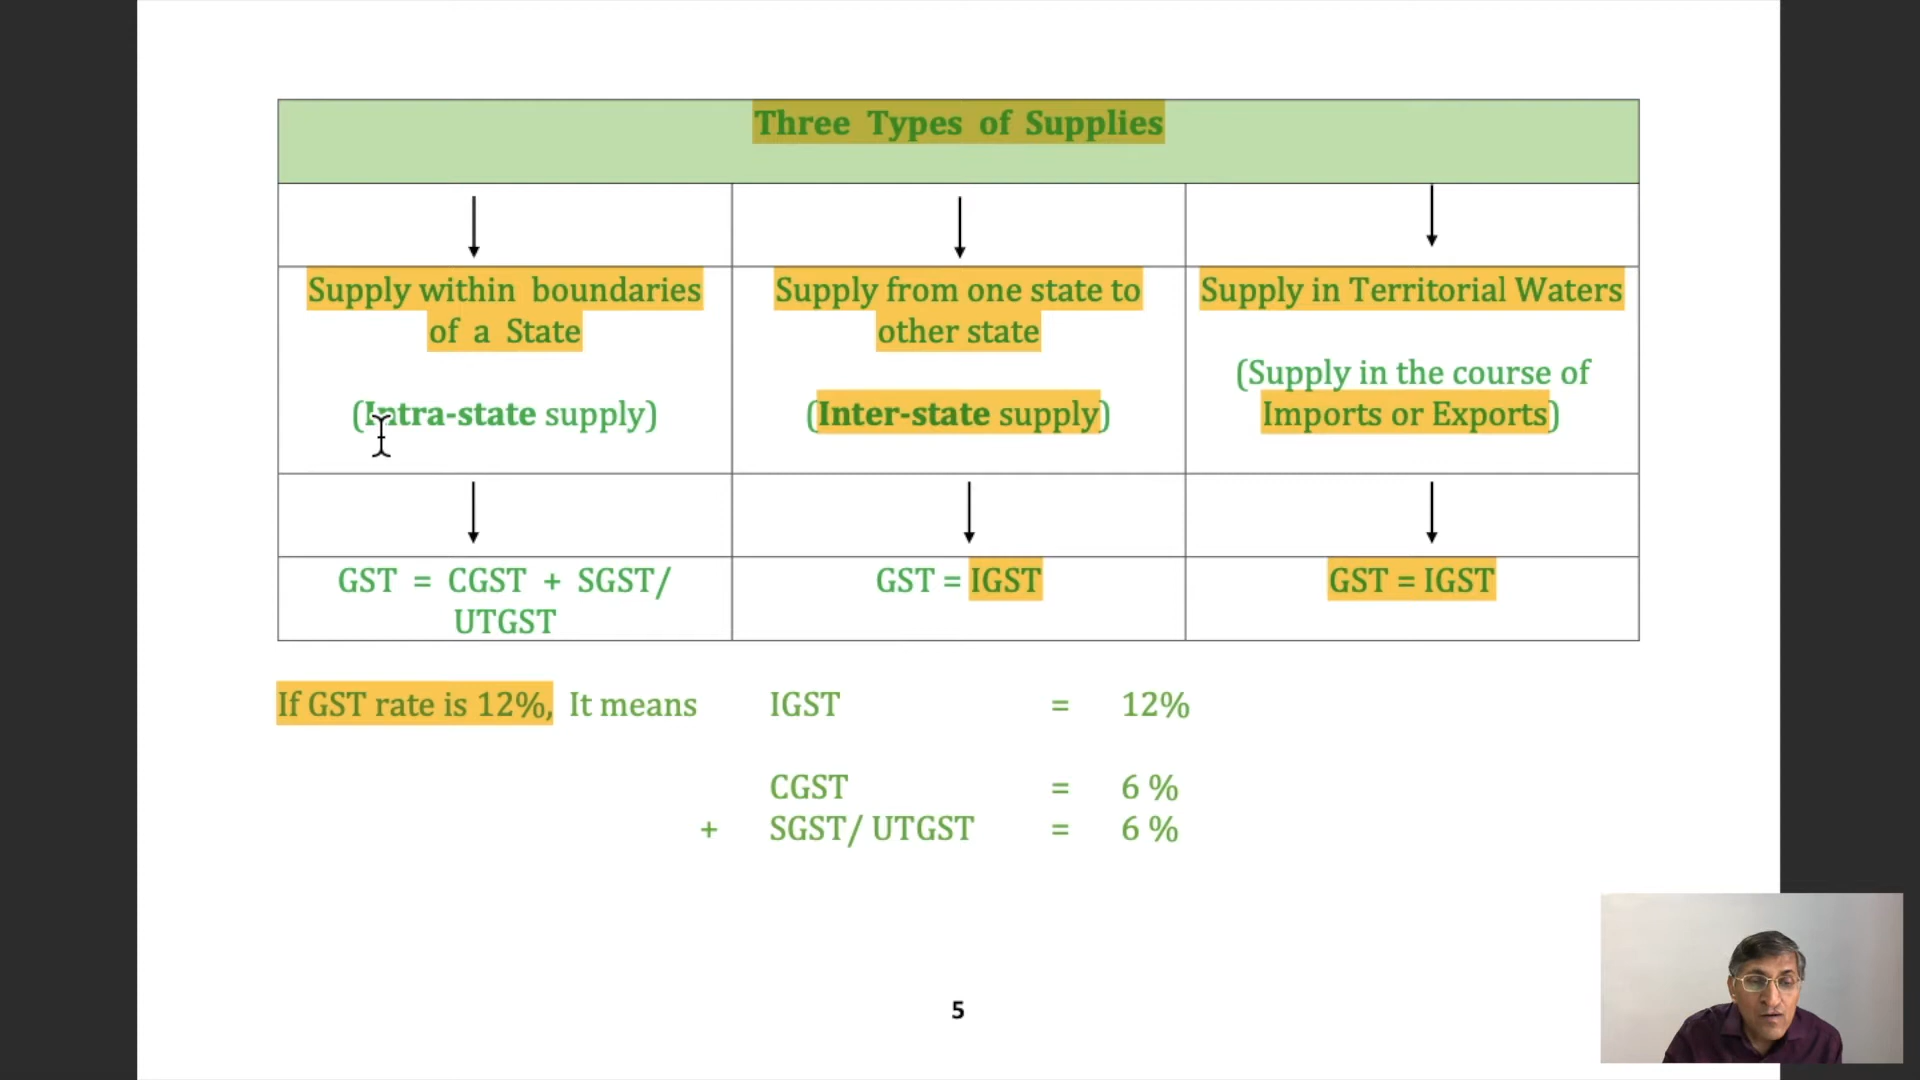 Three Types of Supplies
Supply within boundaries
of a State
(Intra-state supply)
Supply from one state to
other state
(Inter-state supply)
Supply in Territorial Waters
(Supply in the course of
Imports or Exports)
GST = CGST + SGST/
UTGST
GST = IGST
GST = IGST
If GST rate is 12%, It means IGST = 12%
CGST = 6 %
+ SGST/ UTGST = 6 %
5